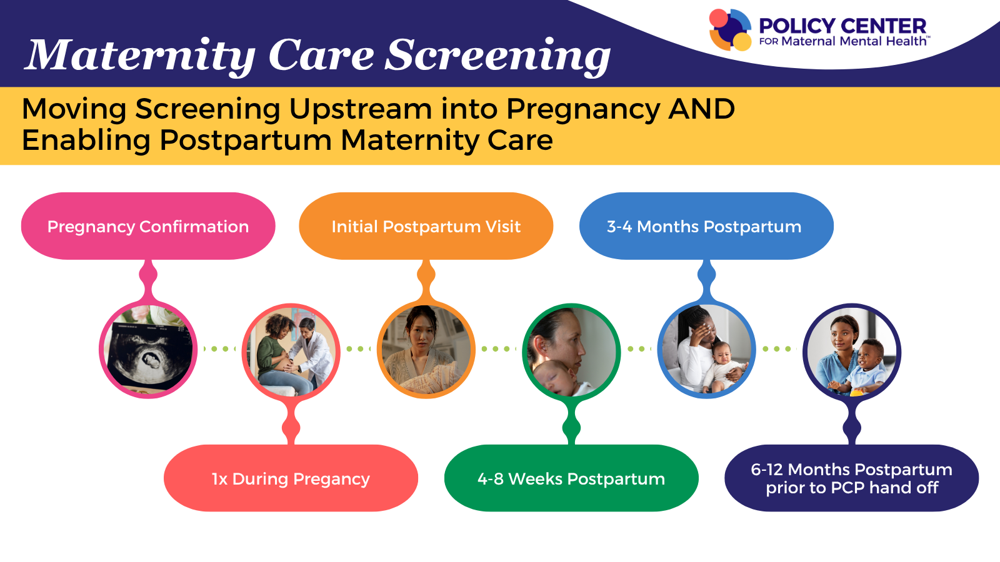 Maternity Care Screening
POLICY CENTER
FOR Maternal Mental Health™
Moving Screening Upstream into Pregnancy AND
Enabling Postpartum Maternity Care
Pregnancy Confirmation
Initial Postpartum Visit
3-4 Months Postpartum
1x During Pregancy
4-8 Weeks Postpartum
6-12 Months Postpartum
prior to PCP hand off